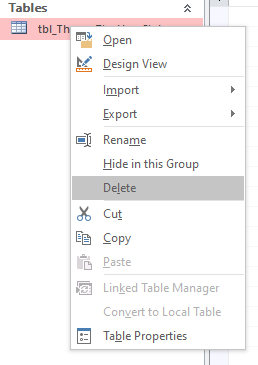 Tables
Open
Design View
Import
Export
Rename
Hide in this Group
Delete
Cut
Copy
Paste
Linked Table Manager
Convert to Local Table
Table Properties